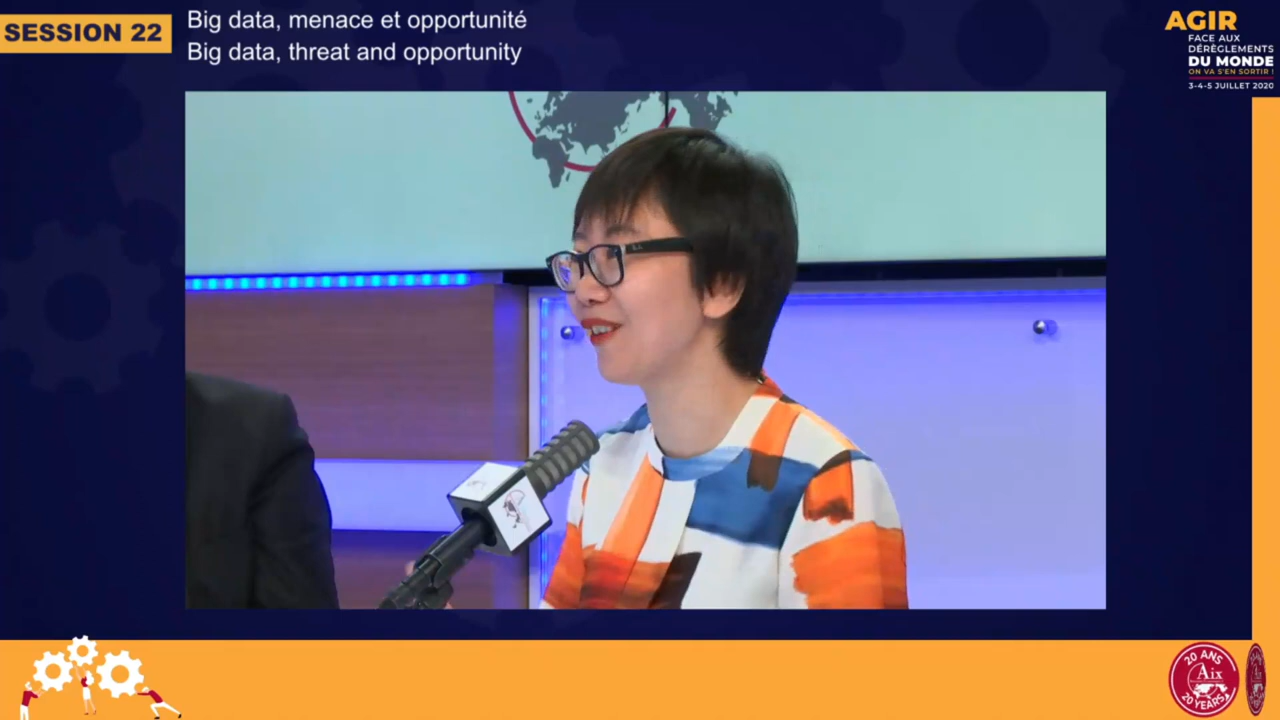 SESSION 22
Big data, menace et opportunité
Big data, threat and opportunity
AGIR
FACE AUX
DÉRÈGLEMENTS
DU MONDE
ON VA S'EN SORTIR !
3-4-5 JUILLET 2020
20 ANS
Aix
20 YEARS